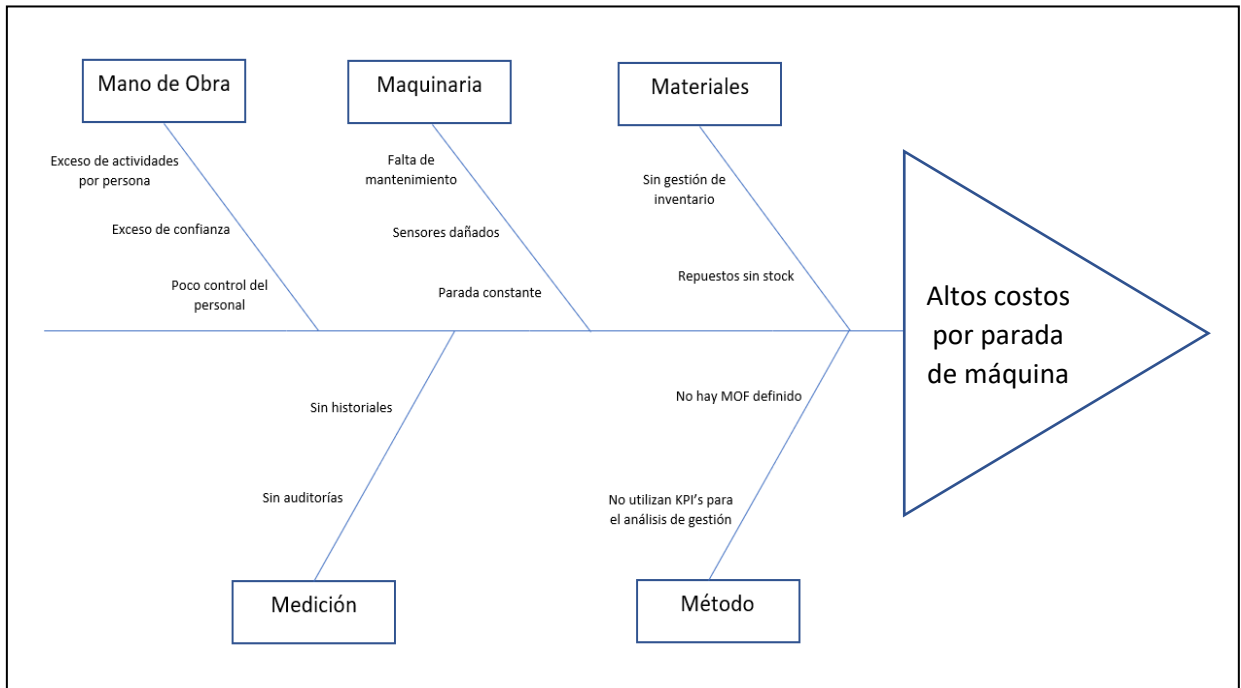 Mano de Obra
Maquinaria
Materiales
Exceso de actividades
por persona
Exceso de confianza
Poco control del
personal
Falta de
mantenimiento
Sensores dañados
Parada constante
Sin gestión de
inventario
Repuestos sin stock
Altos costos
por parada
de máquina
Sin historiales
Sin auditorías
No hay MOF definido
No utilizan KPI's para
el análisis de gestión
Medición
Método